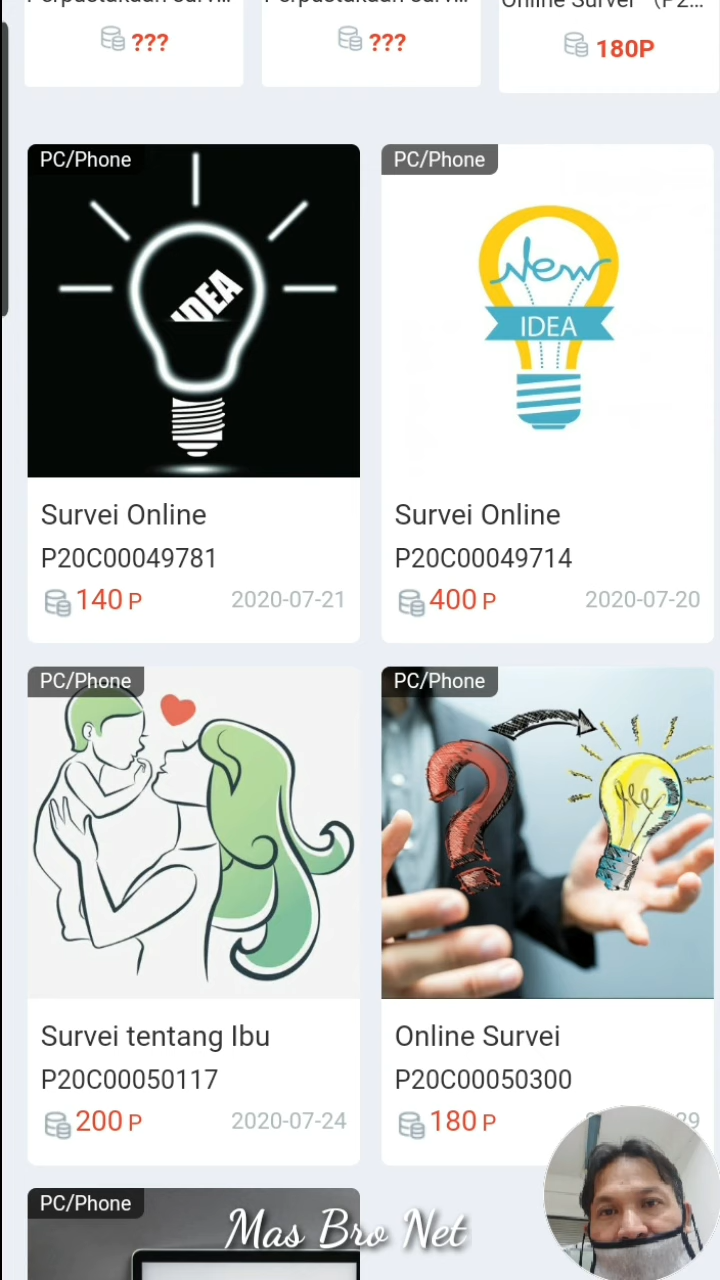 ???
???
180P
PC/Phone
PC/Phone
IDEA
New
IDEA
Survei Online
P20C00049781
140 P
2020-07-21
Survei Online
P20C00049714
400 P
2020-07-20
PC/Phone
PC/Phone
Survei tentang Ibu
P20C00050117
200 P
2020-07-24
Online Survei
P20C00050300
180 P
PC/Phone
Mas Bro Net